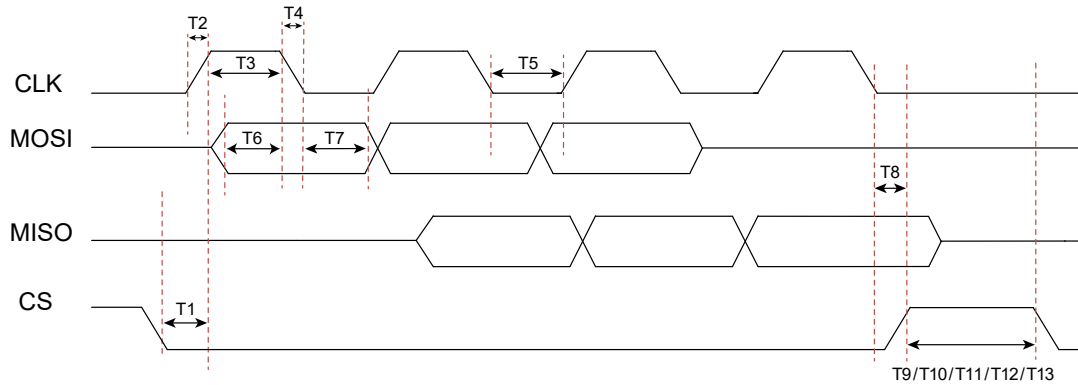 T2
T4
T3
T5
CLK
MOSI
T6
T7
T8
MISO
CS
T1
T9/T10/T11/T12/T13